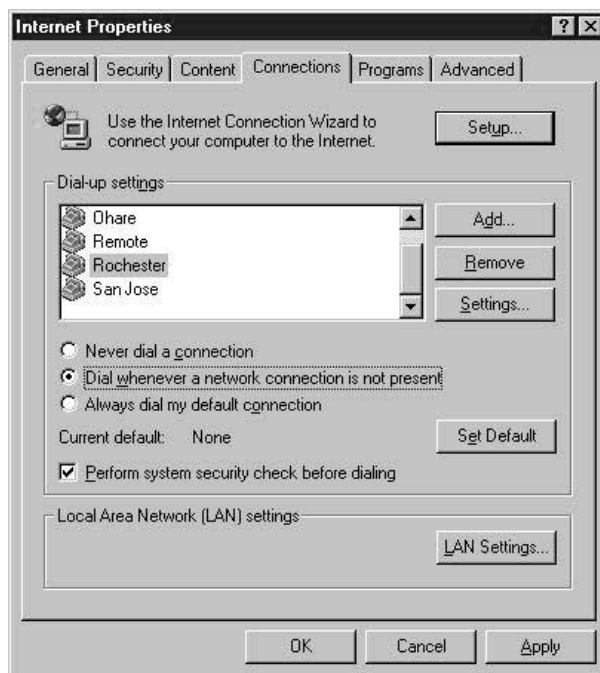 Internet Properties
General Security Content Connections Programs Advanced
Use the Internet Connection Wizard to
connect your computer to the Internet.
Setup...
Dial-up settings
Ohare
Remote
Rochester
San Jose
Add...
Remove
Settings...
Never dial a connection
Dial whenever a network connection is not present
Always dial my default connection
Current default: None
Set Default
Perform system security check before dialing
Local Area Network (LAN) settings
LAN Settings...
OK Cancel Apply